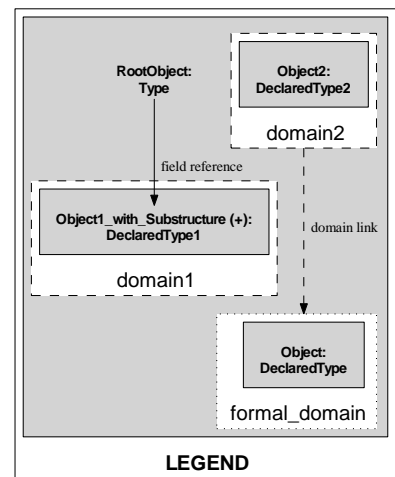 RootObject:
Type
Object2:
DeclaredType2
domain2
field reference
Object1_with_Substructure (+):
DeclaredType1
domain1
domain link
Object:
DeclaredType
formal_domain
LEGEND